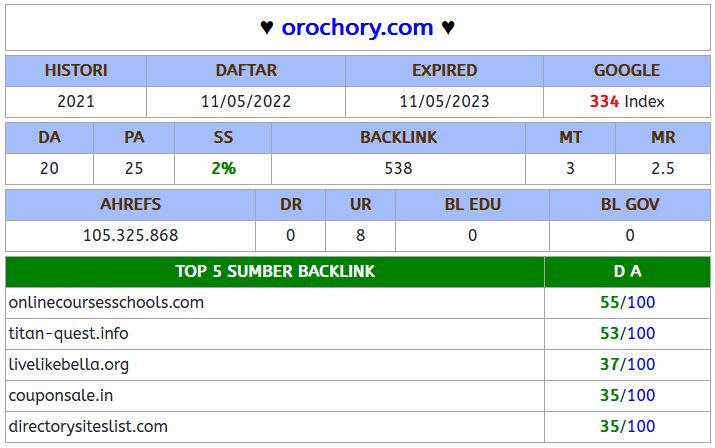 ♥ orochory.com ♥
HISTORI DAFTAR EXPIRED GOOGLE
2021 11/05/2022 11/05/2023 334 Index
DA PA SS BACKLINK MT MR
20 25 2% 538 3 2.5
AHREFS DR UR BL EDU BL GOV
105.325.868 0 8 0 0
TOP 5 SUMBER BACKLINK D A
onlinecoursesschools.com 55/100
titan-quest.info 53/100
livelikebella.org 37/100
couponsale.in 35/100
directorysiteslist.com 35/100